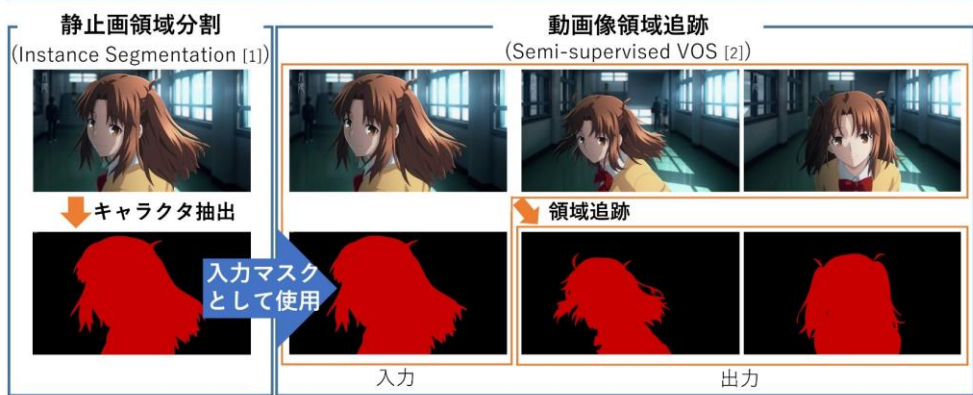 静止画領域分割
(Instance Segmentation [1])
キャラクタ抽出
動画像領域追跡
(Semi-supervised VOS [2])
領域追跡
入力マスク
として使用
入力
出力